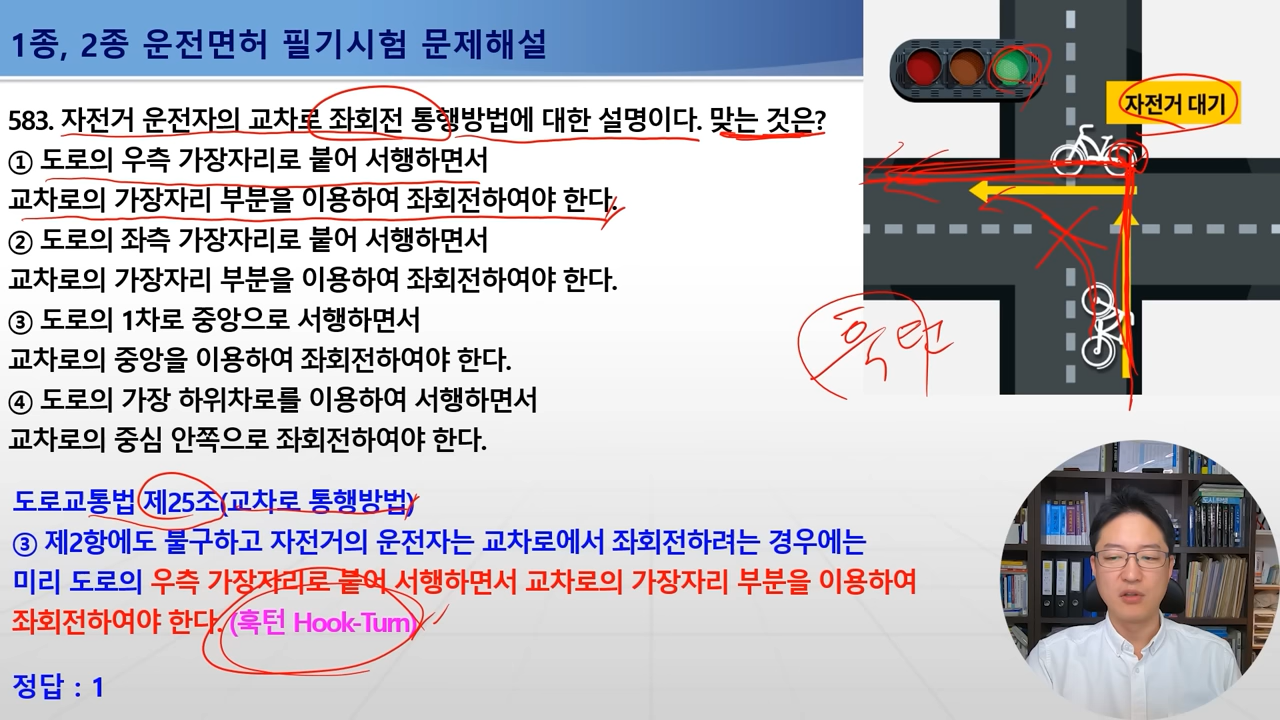 1종, 2종 운전면허 필기시험 문제해설
583. 자전거 운전자의 교차로 좌회전 통행방법에 대한 설명이다. 맞는 것은?
① 도로의 우측 가장자리로 붙어 서행하면서
교차로의 가장자리 부분을 이용하여 좌회전하여야 한다.
② 도로의 좌측 가장자리로 붙어 서행하면서
교차로의 가장자리 부분을 이용하여 좌회전하여야 한다.
③ 도로의 1차로 중앙으로 서행하면서
교차로의 중앙을 이용하여 좌회전하여야 한다.
④ 도로의 가장 하위차로를 이용하여 서행하면서
교차로의 중심 안쪽으로 좌회전하여야 한다.
도로교통법 제25조(교차로 통행방법)
③ 제2항에도 불구하고 자전거의 운전자는 교차로에서 좌회전하려는 경우에는
미리 도로의 우측 가장자리로 붙어 서행하면서 교차로의 가장자리 부분을 이용하여
좌회전하여야 한다. (훅턴 Hook-Turn)
정답 : 1
자전거 대기
훅턴